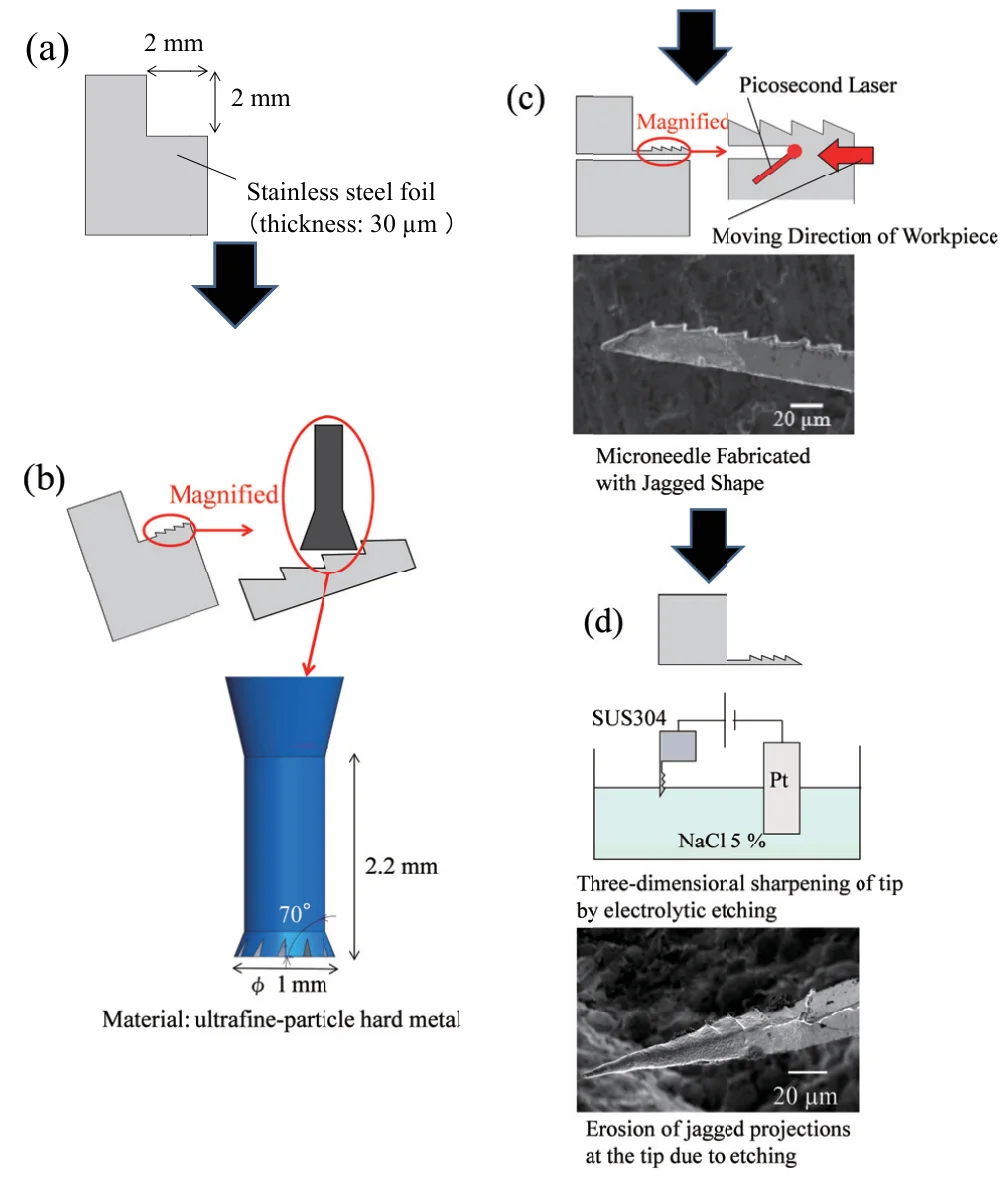 (a)
2 mm
2 mm
Stainless steel foil
(thickness: 30 μm )
(b)
Magnified
2.2 mm
70°
ϕ 1 mm
Material: ultrafine-particle hard metal
(c)
Picosecond Laser
Magnified
Moving Direction of Workpiece
20 μm
Microneedle Fabricated
with Jagged Shape
(d)
SUS304
Pt
NaCl 5 %
Three-dimensional sharpening of tip
by electrolytic etching
20 μm
Erosion of jagged projections
at the tip due to etching